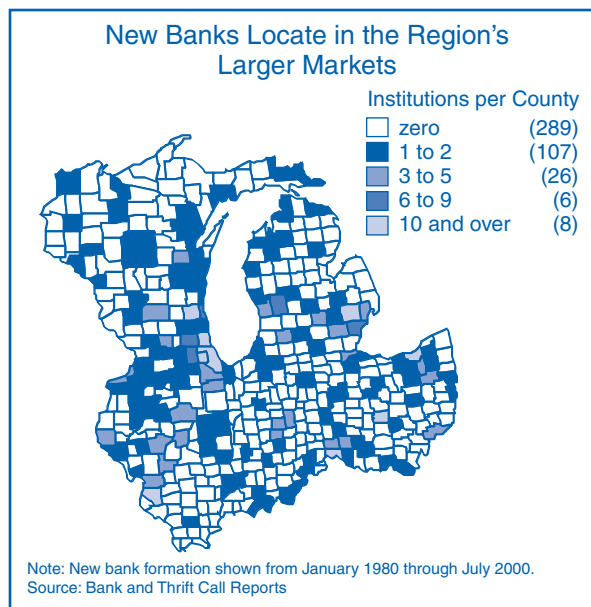 New Banks Locate in the Region's
Larger Markets
Institutions per County
zero (289)
1 to 2 (107)
3 to 5 (26)
6 to 9 (6)
10 and over (8)
Note: New bank formation shown from January 1980 through July 2000.
Source: Bank and Thrift Call Reports